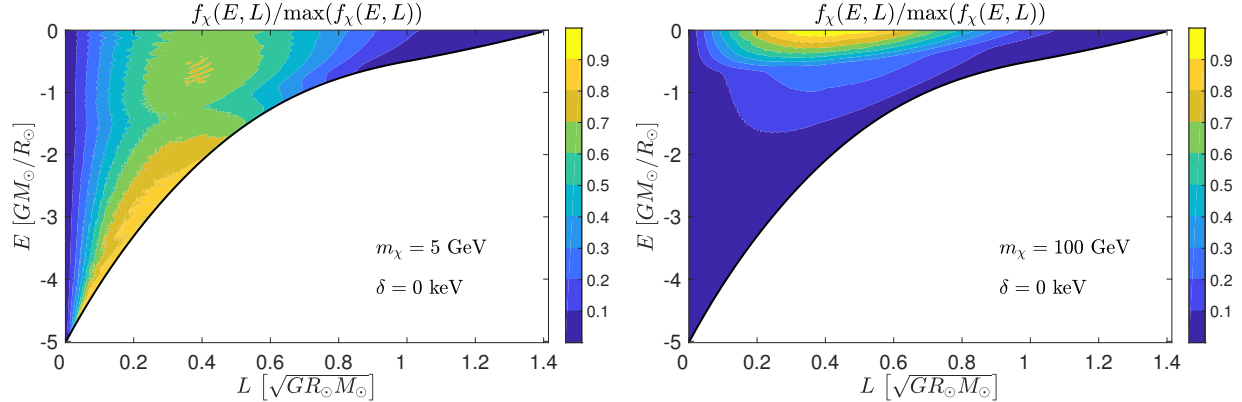 f_χ(E, L)/max(f_χ(E, L))
0
-1
-2
-3
-4
-5
E [GM_⊙/R_⊙]
0 0.2 0.4 0.6 0.8 1 1.2 1.4
L [√GR_⊙M_⊙]
m_χ = 5 GeV
δ = 0 keV
0.9
0.8
0.7
0.6
0.5
0.4
0.3
0.2
0.1
f_χ(E, L)/max(f_χ(E, L))
0
-1
-2
-3
-4
-5
E [GM_⊙/R_⊙]
0 0.2 0.4 0.6 0.8 1 1.2 1.4
L [√GR_⊙M_⊙]
m_χ = 100 GeV
δ = 0 keV
0.9
0.8
0.7
0.6
0.5
0.4
0.3
0.2
0.1